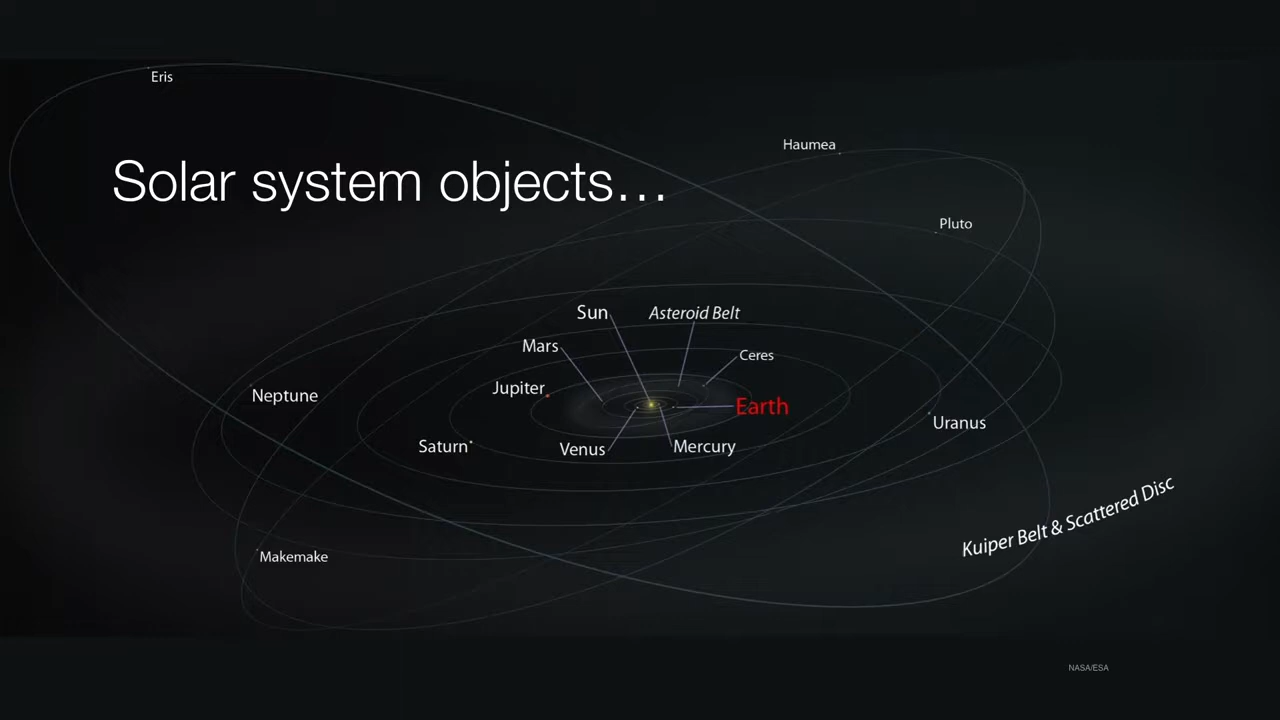 Eris
Haumea
Solar system objects…
Pluto
Sun
Asteroid Belt
Mars
Ceres
Jupiter
Neptune
Earth
Uranus
Saturn
Venus
Mercury
Kuiper Belt & Scattered Disc
Makemake
NASA/ESA